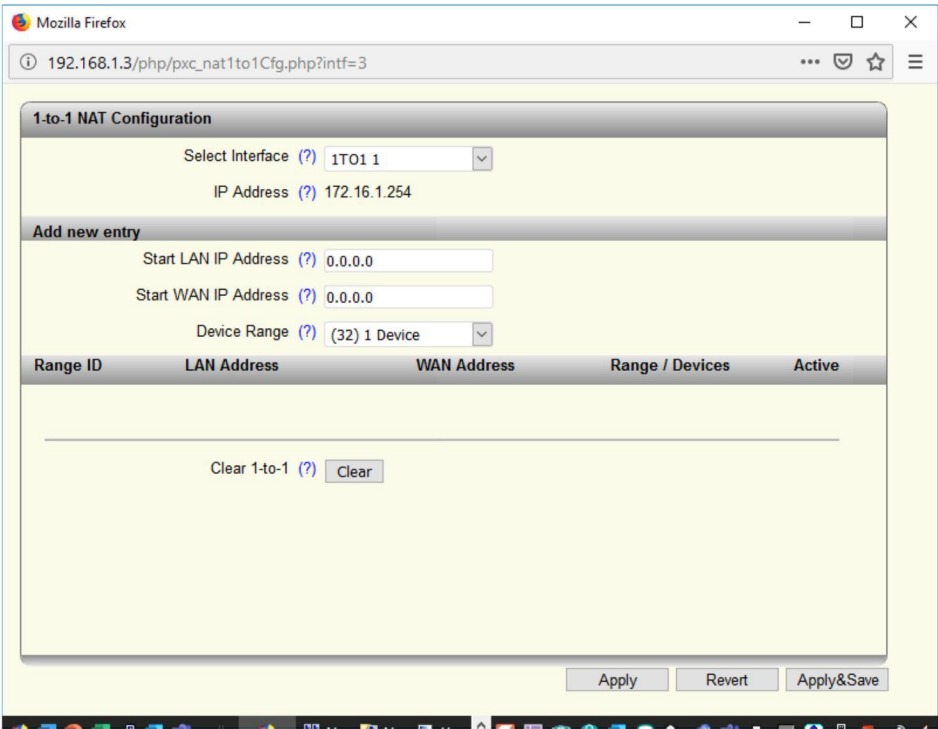 Mozilla Firefox
192.168.1.3/php/pxc_nat1to1Cfg.php?intf=3
1-to-1 NAT Configuration
Select Interface (?) 1TO1 1
IP Address (?) 172.16.1.254
Add new entry
Start LAN IP Address (?) 0.0.0.0
Start WAN IP Address (?) 0.0.0.0
Device Range (?) (32) 1 Device
Range ID LAN Address WAN Address Range / Devices Active
Clear 1-to-1 (?) Clear
Apply Revert Apply&Save